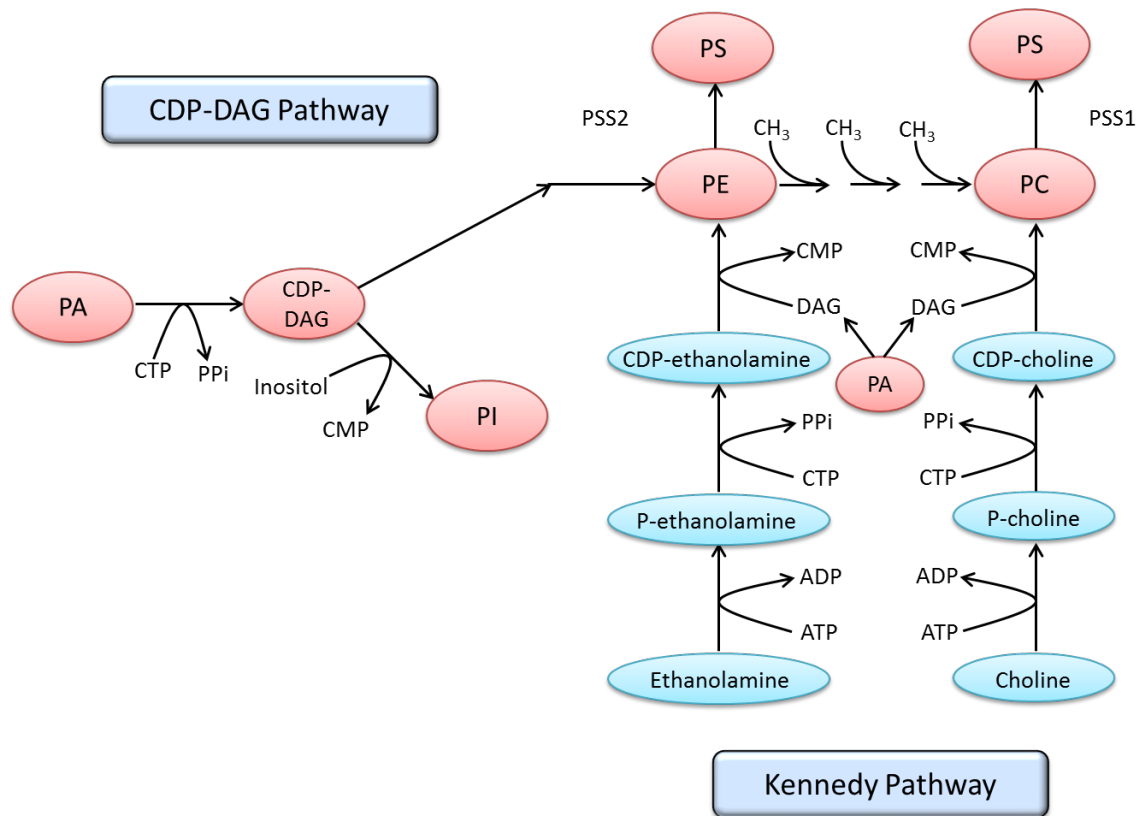 PS
PS
CDP-DAG Pathway
PSS2
PSS1
CH3
CH3
CH3
PE
PC
CMP
CMP
CDP-
DAG
PA
DAG
DAG
CTP
PPi
CDP-ethanolamine
CDP-choline
Inositol
PA
PI
CMP
PPi
PPi
CTP
CTP
P-ethanolamine
P-choline
ADP
ADP
ATP
ATP
Ethanolamine
Choline
Kennedy Pathway